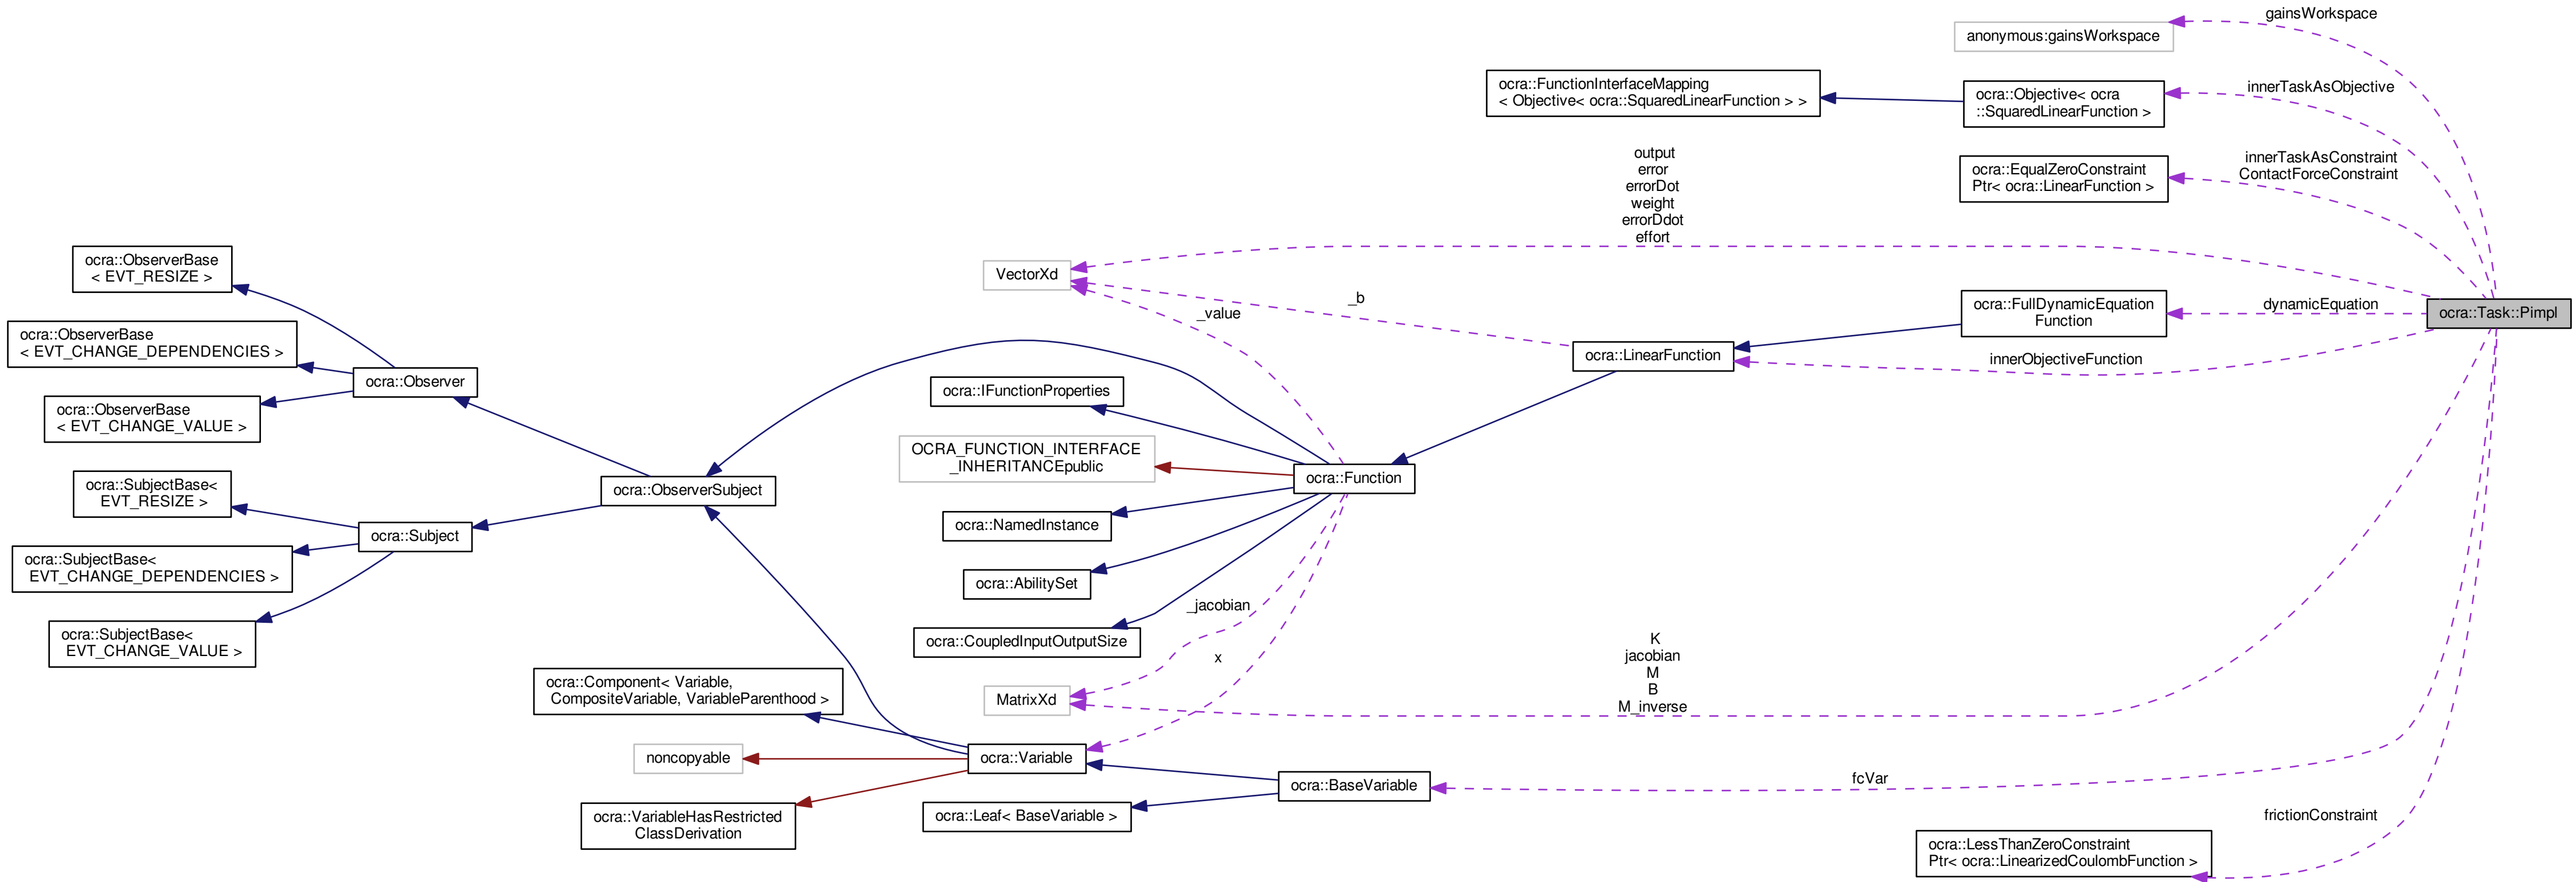 gainsWorkspace
anonymous:gainsWorkspace
ocra::FunctionInterfaceMapping
< Objective< ocra::SquaredLinearFunction > >
ocra::Objective< ocra
::SquaredLinearFunction >
innerTaskAsObjective
output
error
errorDot
weight
errorDdot
effort
ocra::EqualZeroConstraint
Ptr< ocra::LinearFunction >
innerTaskAsConstraint
ContactForceConstraint
ocra::ObserverBase
< EVT_RESIZE >
VectorXd
_b
_value
ocra::FullDynamicEquation
Function
dynamicEquation
ocra::Task::Pimpl
ocra::ObserverBase
< EVT_CHANGE_DEPENDENCIES >
ocra::LinearFunction
innerObjectiveFunction
ocra::Observer
ocra::IFunctionProperties
ocra::ObserverBase
< EVT_CHANGE_VALUE >
OCRA_FUNCTION_INTERFACE
_INHERITANCEpublic
ocra::Function
ocra::SubjectBase<
EVT_RESIZE >
ocra::ObserverSubject
ocra::NamedInstance
ocra::Subject
ocra::SubjectBase<
EVT_CHANGE_DEPENDENCIES >
ocra::AbilitySet
_jacobian
ocra::SubjectBase<
EVT_CHANGE_VALUE >
ocra::CoupledInputOutputSize
x
K
jacobian
M
B
M_inverse
ocra::Component< Variable,
CompositeVariable, VariableParenthood >
MatrixXd
noncopyable
ocra::Variable
ocra::BaseVariable
fcVar
ocra::VariableHasRestricted
ClassDerivation
ocra::Leaf< BaseVariable >
frictionConstraint
ocra::LessThanZeroConstraint
Ptr< ocra::LinearizedCoulombFunction >